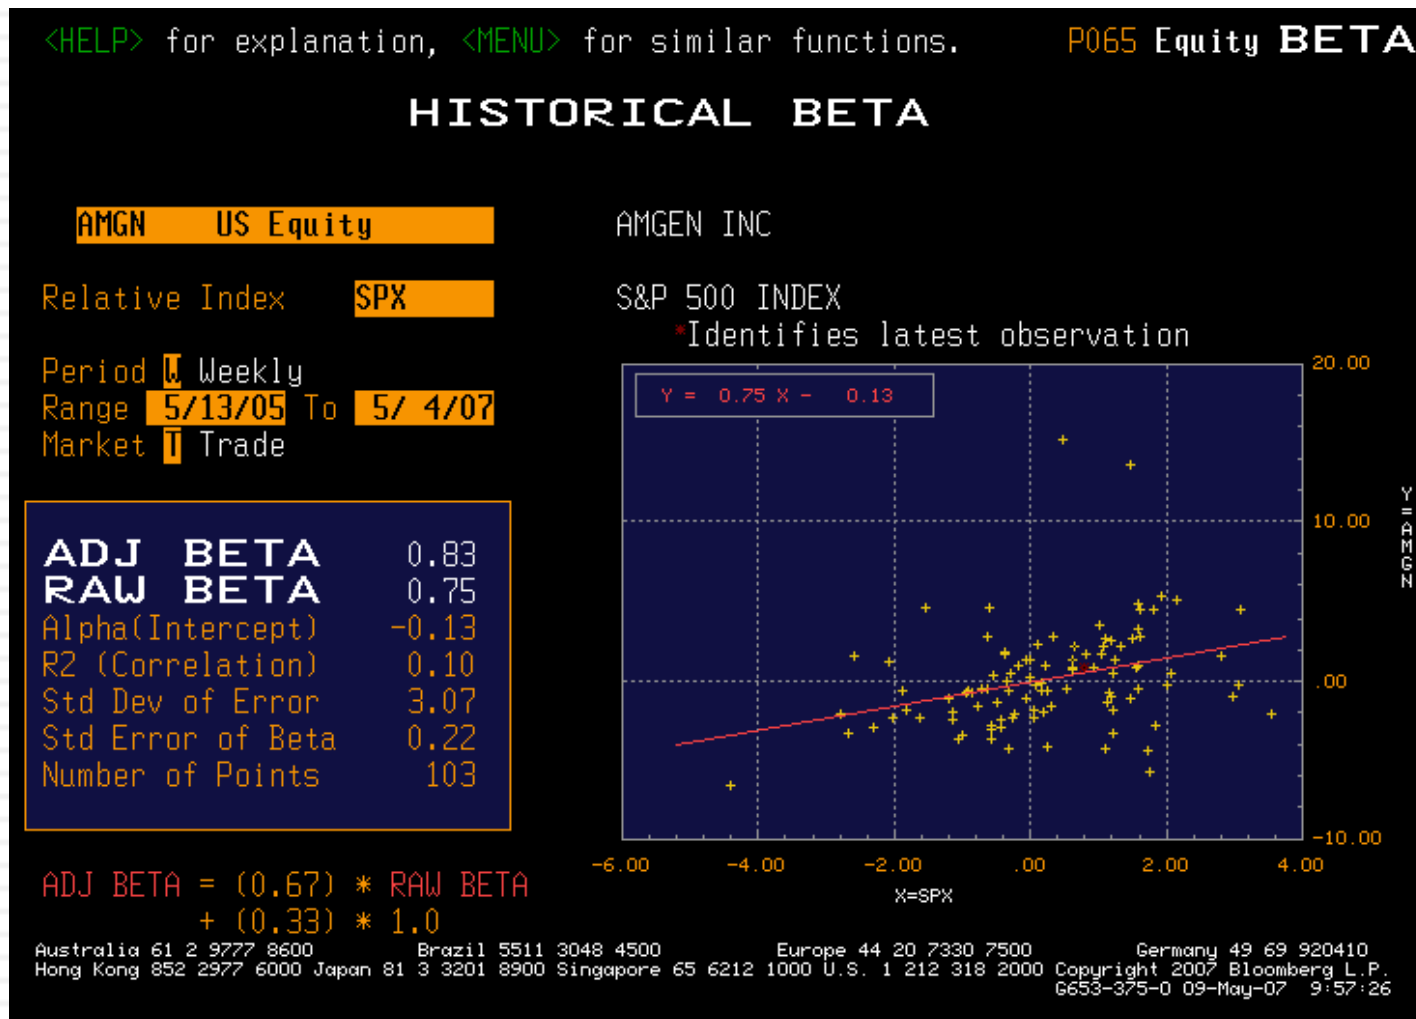 <HELP> for explanation, <MENU> for similar functions. P065 Equity BETA
HISTORICAL BETA
AMGN US Equity
AMGEN INC
Relative Index SPX
S&P 500 INDEX
*Identifies latest observation
Period W Weekly
Range 5/13/05 To 5/ 4/07
Market T Trade
ADJ BETA 0.83
RAW BETA 0.75
Alpha(Intercept) -0.13
R2 (Correlation) 0.10
Std Dev of Error 3.07
Std Error of Beta 0.22
Number of Points 103
ADJ BETA = (0.67) * RAW BETA
+ (0.33) * 1.0
Y = 0.75 X - 0.13
20.00
10.00
.00
-10.00
Y=AMGN
-6.00 -4.00 -2.00 .00 2.00 4.00
X=SPX
Australia 61 2 9777 8600 Brazil 5511 3048 4500 Europe 44 20 7330 7500 Germany 49 69 920410
Hong Kong 852 2977 6000 Japan 81 3 3201 8900 Singapore 65 6212 1000 U.S. 1 212 318 2000 Copyright 2007 Bloomberg L.P.
G653-375-0 09-May-07 9:57:26